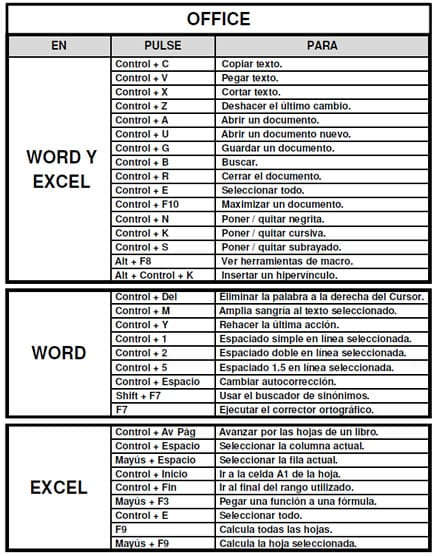 OFFICE
EN PULSE PARA
WORD Y EXCEL
Control + C Copiar texto.
Control + V Pegar texto.
Control + X Cortar texto.
Control + Z Deshacer el último cambio.
Control + A Abrir un documento.
Control + U Abrir un documento nuevo.
Control + G Guardar un documento.
Control + B Buscar.
Control + R Cerrar el documento.
Control + E Seleccionar todo.
Control + F10 Maximizar un documento.
Control + N Poner / quitar negrita.
Control + K Poner / quitar cursiva.
Control + S Poner / quitar subrayado.
Alt + F8 Ver herramientas de macro.
Alt + Control + K Insertar un hipervínculo.
WORD
Control + Del Eliminar la palabra a la derecha del Cursor.
Control + M Amplia sangría al texto seleccionado.
Control + Y Rehacer la última acción.
Control + 1 Espaciado simple en línea seleccionada.
Control + 2 Espaciado doble en línea seleccionada.
Control + 5 Espaciado 1.5 en línea seleccionada.
Control + Espacio Cambiar autocorrección.
Shift + F7 Usar el buscador de sinónimos.
F7 Ejecutar el corrector ortográfico.
EXCEL
Control + Av Pág Avanzar por las hojas de un libro.
Control + Espacio Seleccionar la columna actual.
Mayús + Espacio Seleccionar la fila actual.
Control + Inicio Ir a la celda A1 de la hoja.
Control + Fin Ir al final del rango utilizado.
Mayús + F3 Pegar una función a una fórmula.
Control + E Seleccionar todo.
F9 Calcula todas las hojas.
Mayús + F9 Calcula la hoja seleccionada.